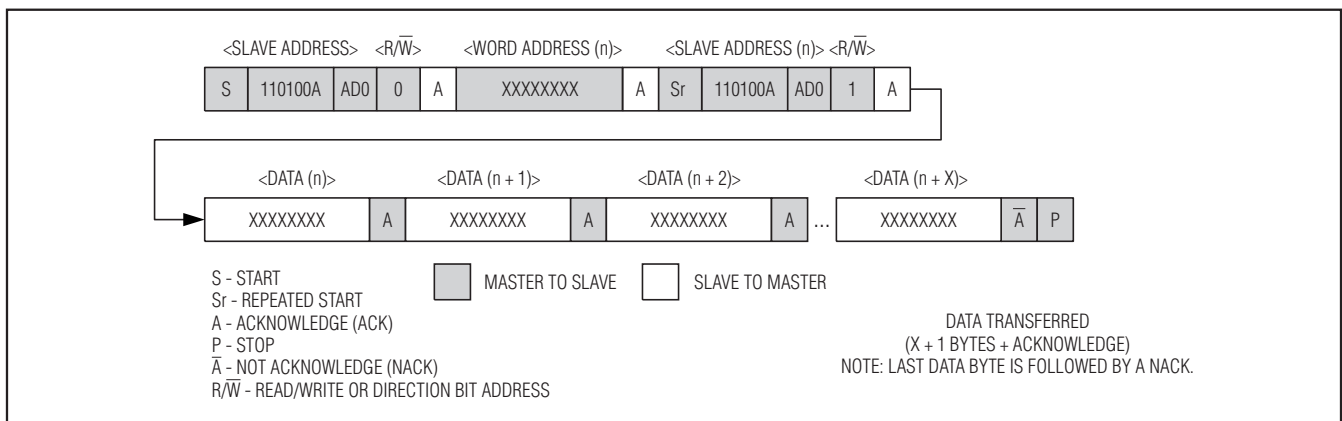 <SLAVE ADDRESS> <R/W̅> <WORD ADDRESS (n)> <SLAVE ADDRESS (n)> <R/W̅>
S 110100A AD0 0 A XXXXXXXX A Sr 110100A AD0 1 A
<DATA (n)> <DATA (n + 1)> <DATA (n + 2)> <DATA (n + X)>
XXXXXXXX A XXXXXXXX A XXXXXXXX A ... XXXXXXXX A̅ P
S - START
Sr - REPEATED START
A - ACKNOWLEDGE (ACK)
P - STOP
A̅ - NOT ACKNOWLEDGE (NACK)
R/W̅ - READ/WRITE OR DIRECTION BIT ADDRESS
MASTER TO SLAVE
SLAVE TO MASTER
DATA TRANSFERRED
(X + 1 BYTES + ACKNOWLEDGE)
NOTE: LAST DATA BYTE IS FOLLOWED BY A NACK.